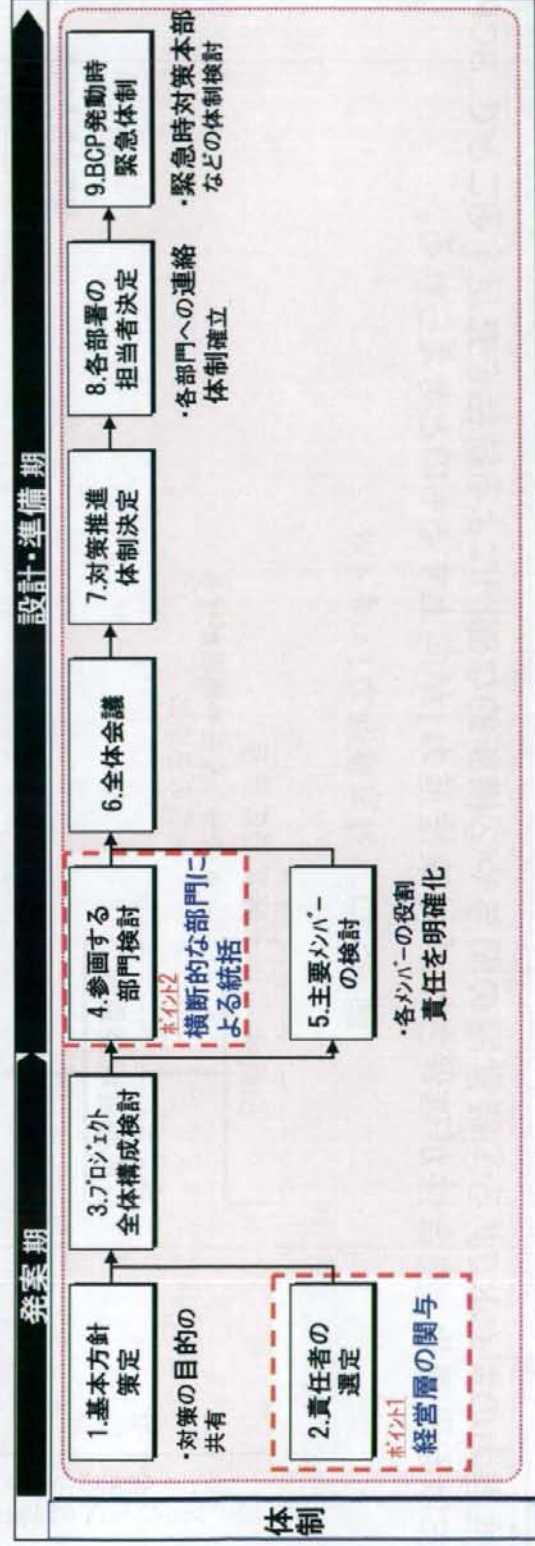 発案期
設計・準備期
体制
1.基本方針
策定
・対策の目的の
共有
2.責任者の
選定
ポイント1
経営層の関与
3.プロジェクト
全体構成検討
4.参画する
部門検討
ポイント2
横断的な部門に
よる統括
5.主要メンバー
の検討
・各メンバーの役割
責任を明確化
6.全体会議
7.対策推進
体制決定
8.各部署の
担当者決定
・各部門への連絡
体制確立
9.BCP発動時
緊急体制
・緊急時対策本部
などの体制検討